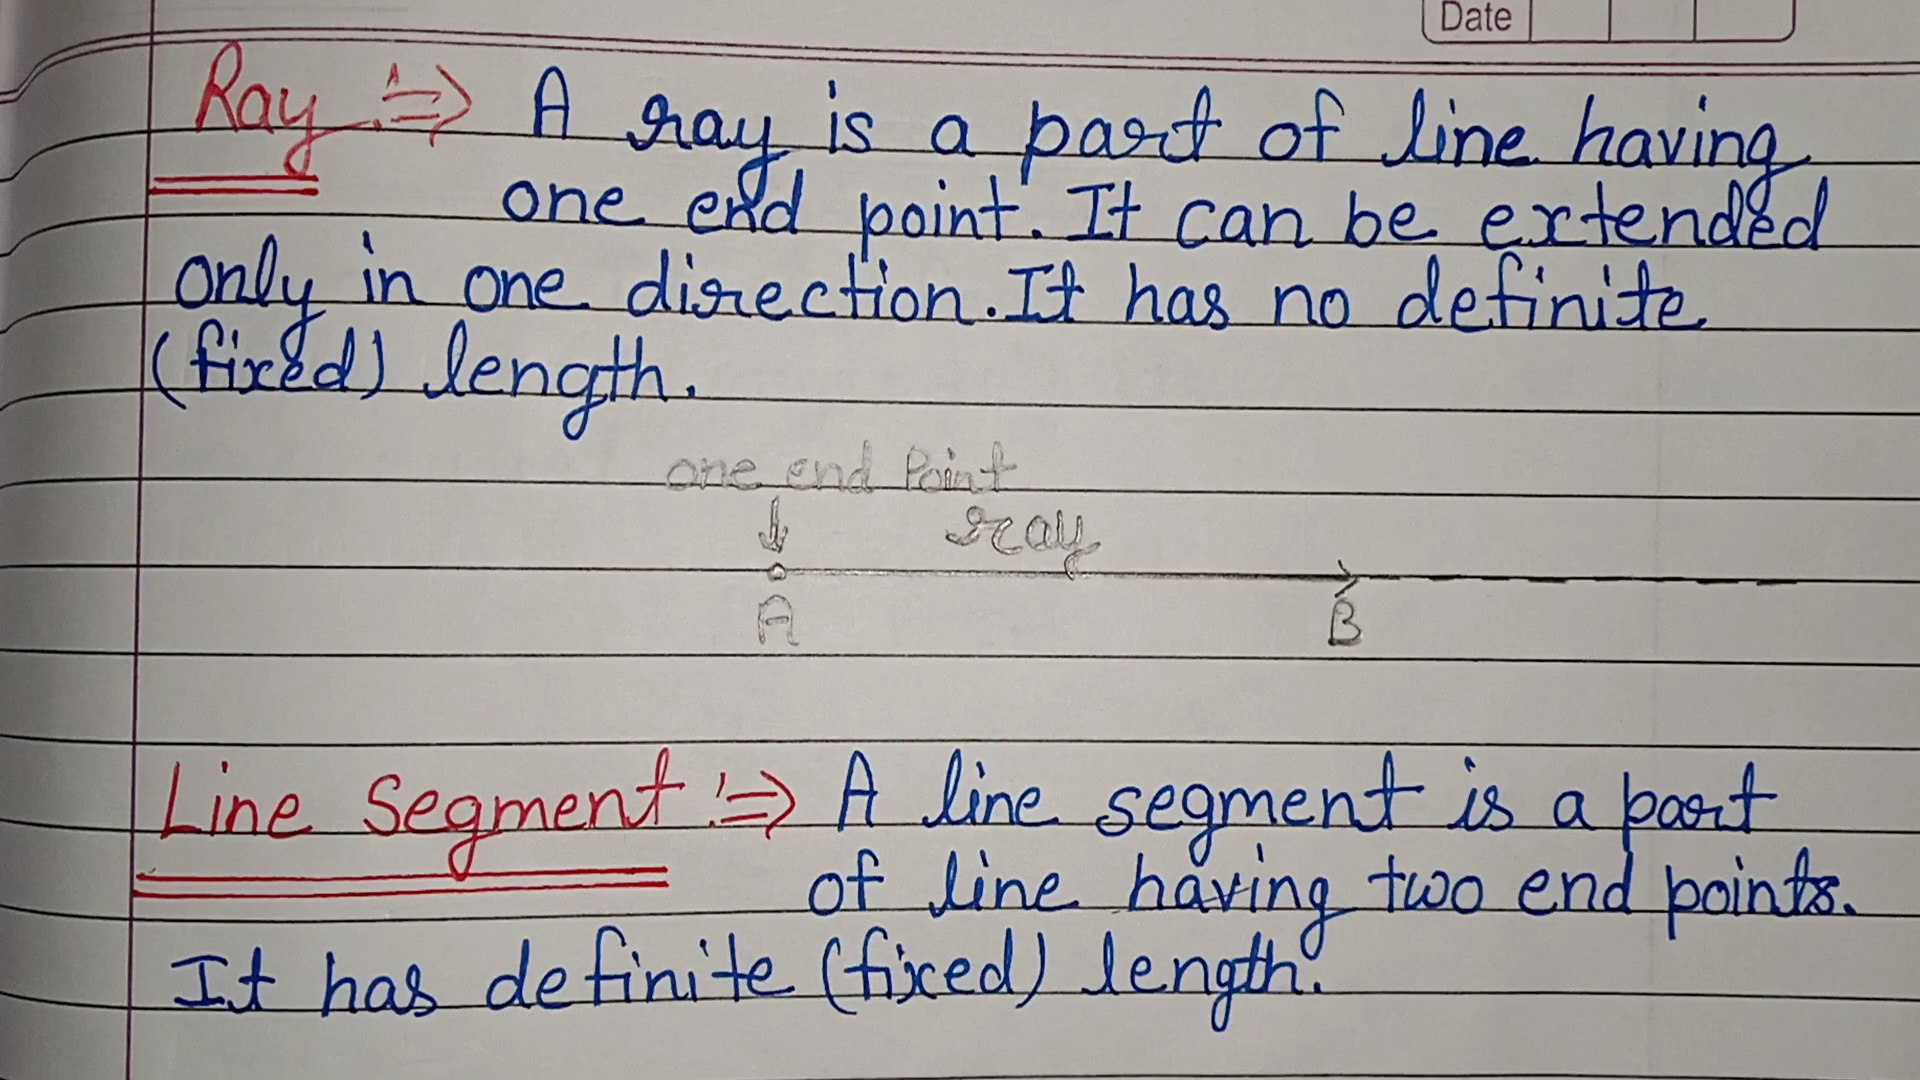 Date
Ray :⇒ A ray is a part of line having
one end point. It can be extended
only in one direction. It has no definite
(fixed) length.
one end Point
ray
A B
Line Segment :⇒ A line segment is a part
of line having two end points.
It has definite (fixed) length.